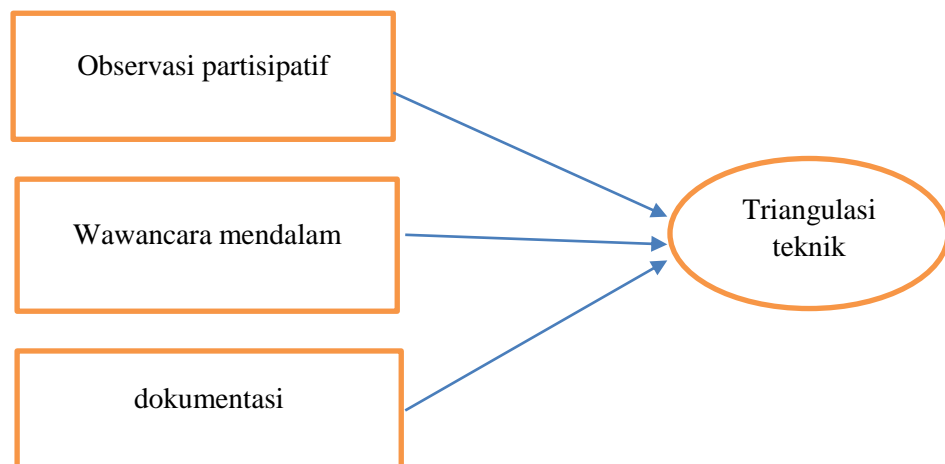 Observasi partisipatif
Wawancara mendalam
dokumentasi
Triangulasi
teknik